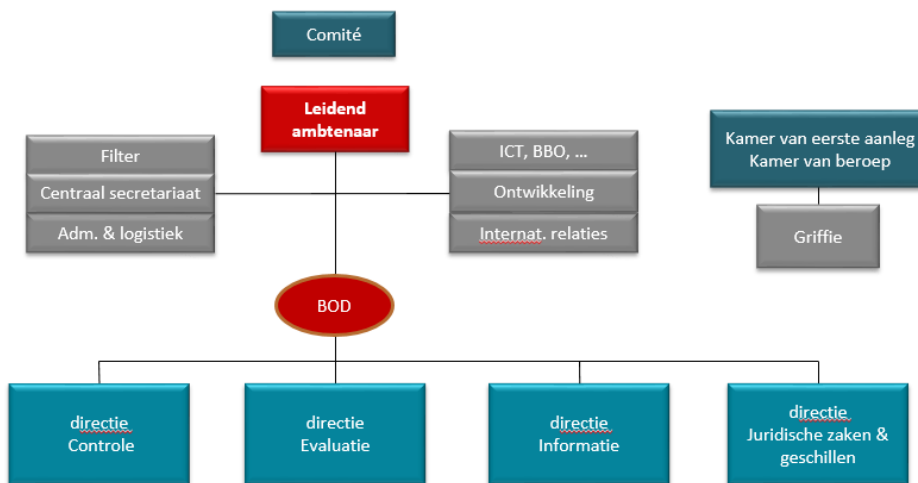 Comité
Leidend
ambtenaar
Filter
Centraal secretariaat
Adm. & logistiek
ICT, BBO, ...
Ontwikkeling
Internat. relaties
Kamer van eerste aanleg
Kamer van beroep
Griffie
BOD
directie
Controle
directie
Evaluatie
directie
Informatie
directie
Juridische zaken &
geschillen